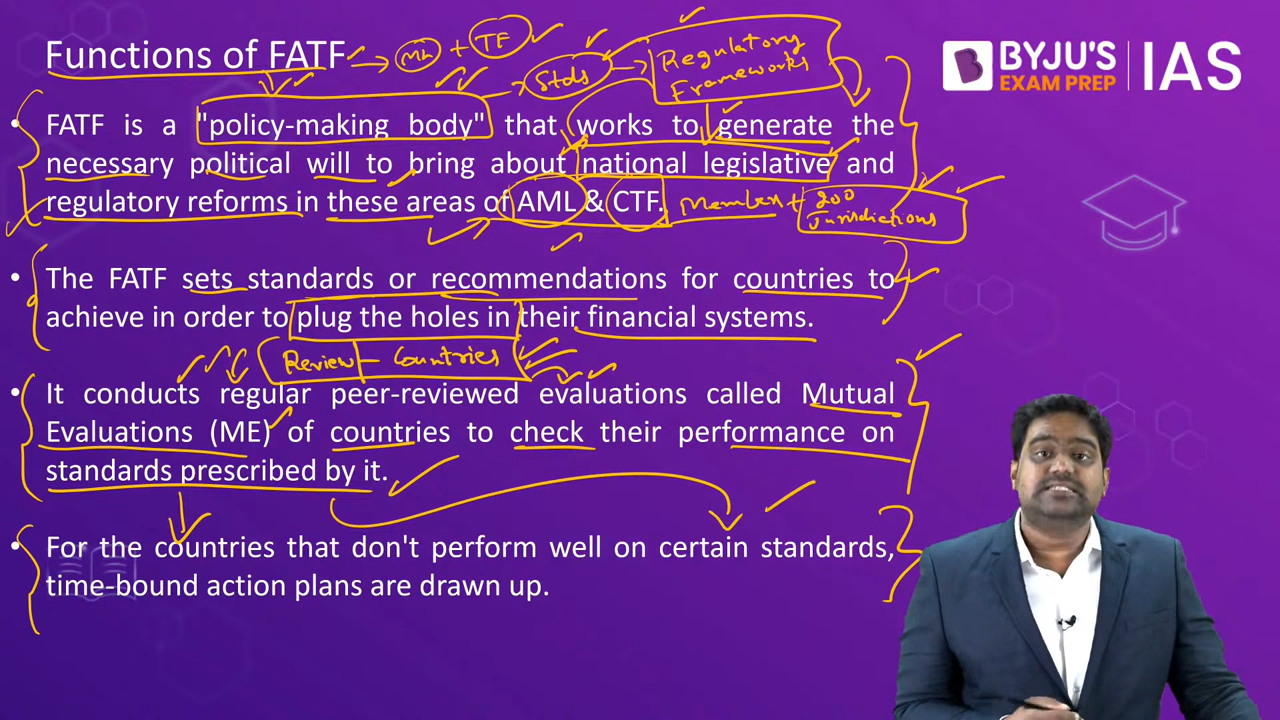 Functions of FATF
ML + TF
Stds
Regulatory
Frameworks
BYJU'S
EXAM PREP
IAS
• FATF is a "policy-making body" that works to generate the
necessary political will to bring about national legislative and
regulatory reforms in these areas of AML & CTF.
Members + 200
Jurisdictions
• The FATF sets standards or recommendations for countries to
achieve in order to plug the holes in their financial systems.
Review - Countries
• It conducts regular peer-reviewed evaluations called Mutual
Evaluations (ME) of countries to check their performance on
standards prescribed by it.
• For the countries that don't perform well on certain standards,
time-bound action plans are drawn up.